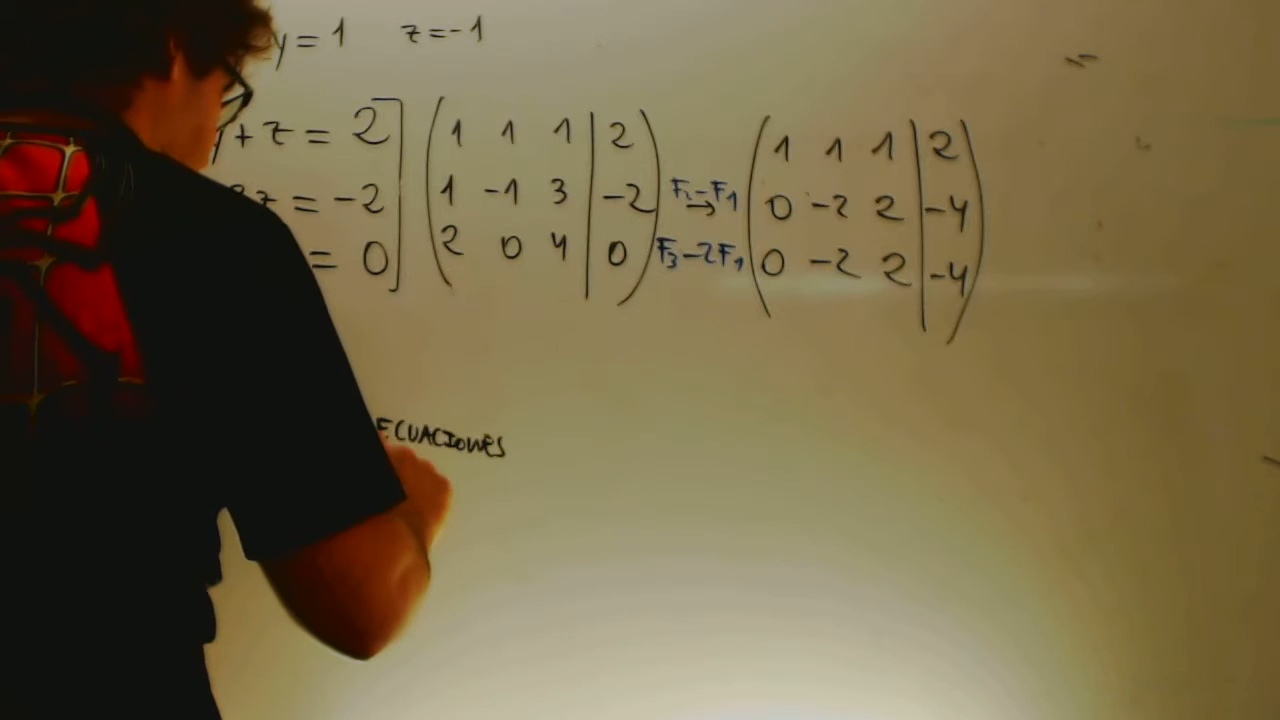 y = 1 z = -1
y + z = 2 ] ( 1 1 1 | 2 ) ( 1 1 1 | 2 )
z = -2 ] ( 1 -1 3 | -2 ) F₂-F₁ → ( 0 -2 2 | -4 )
= 0 ] ( 2 0 4 | 0 ) F₃-2F₁ ( 0 -2 2 | -4 )
ECUACIONES